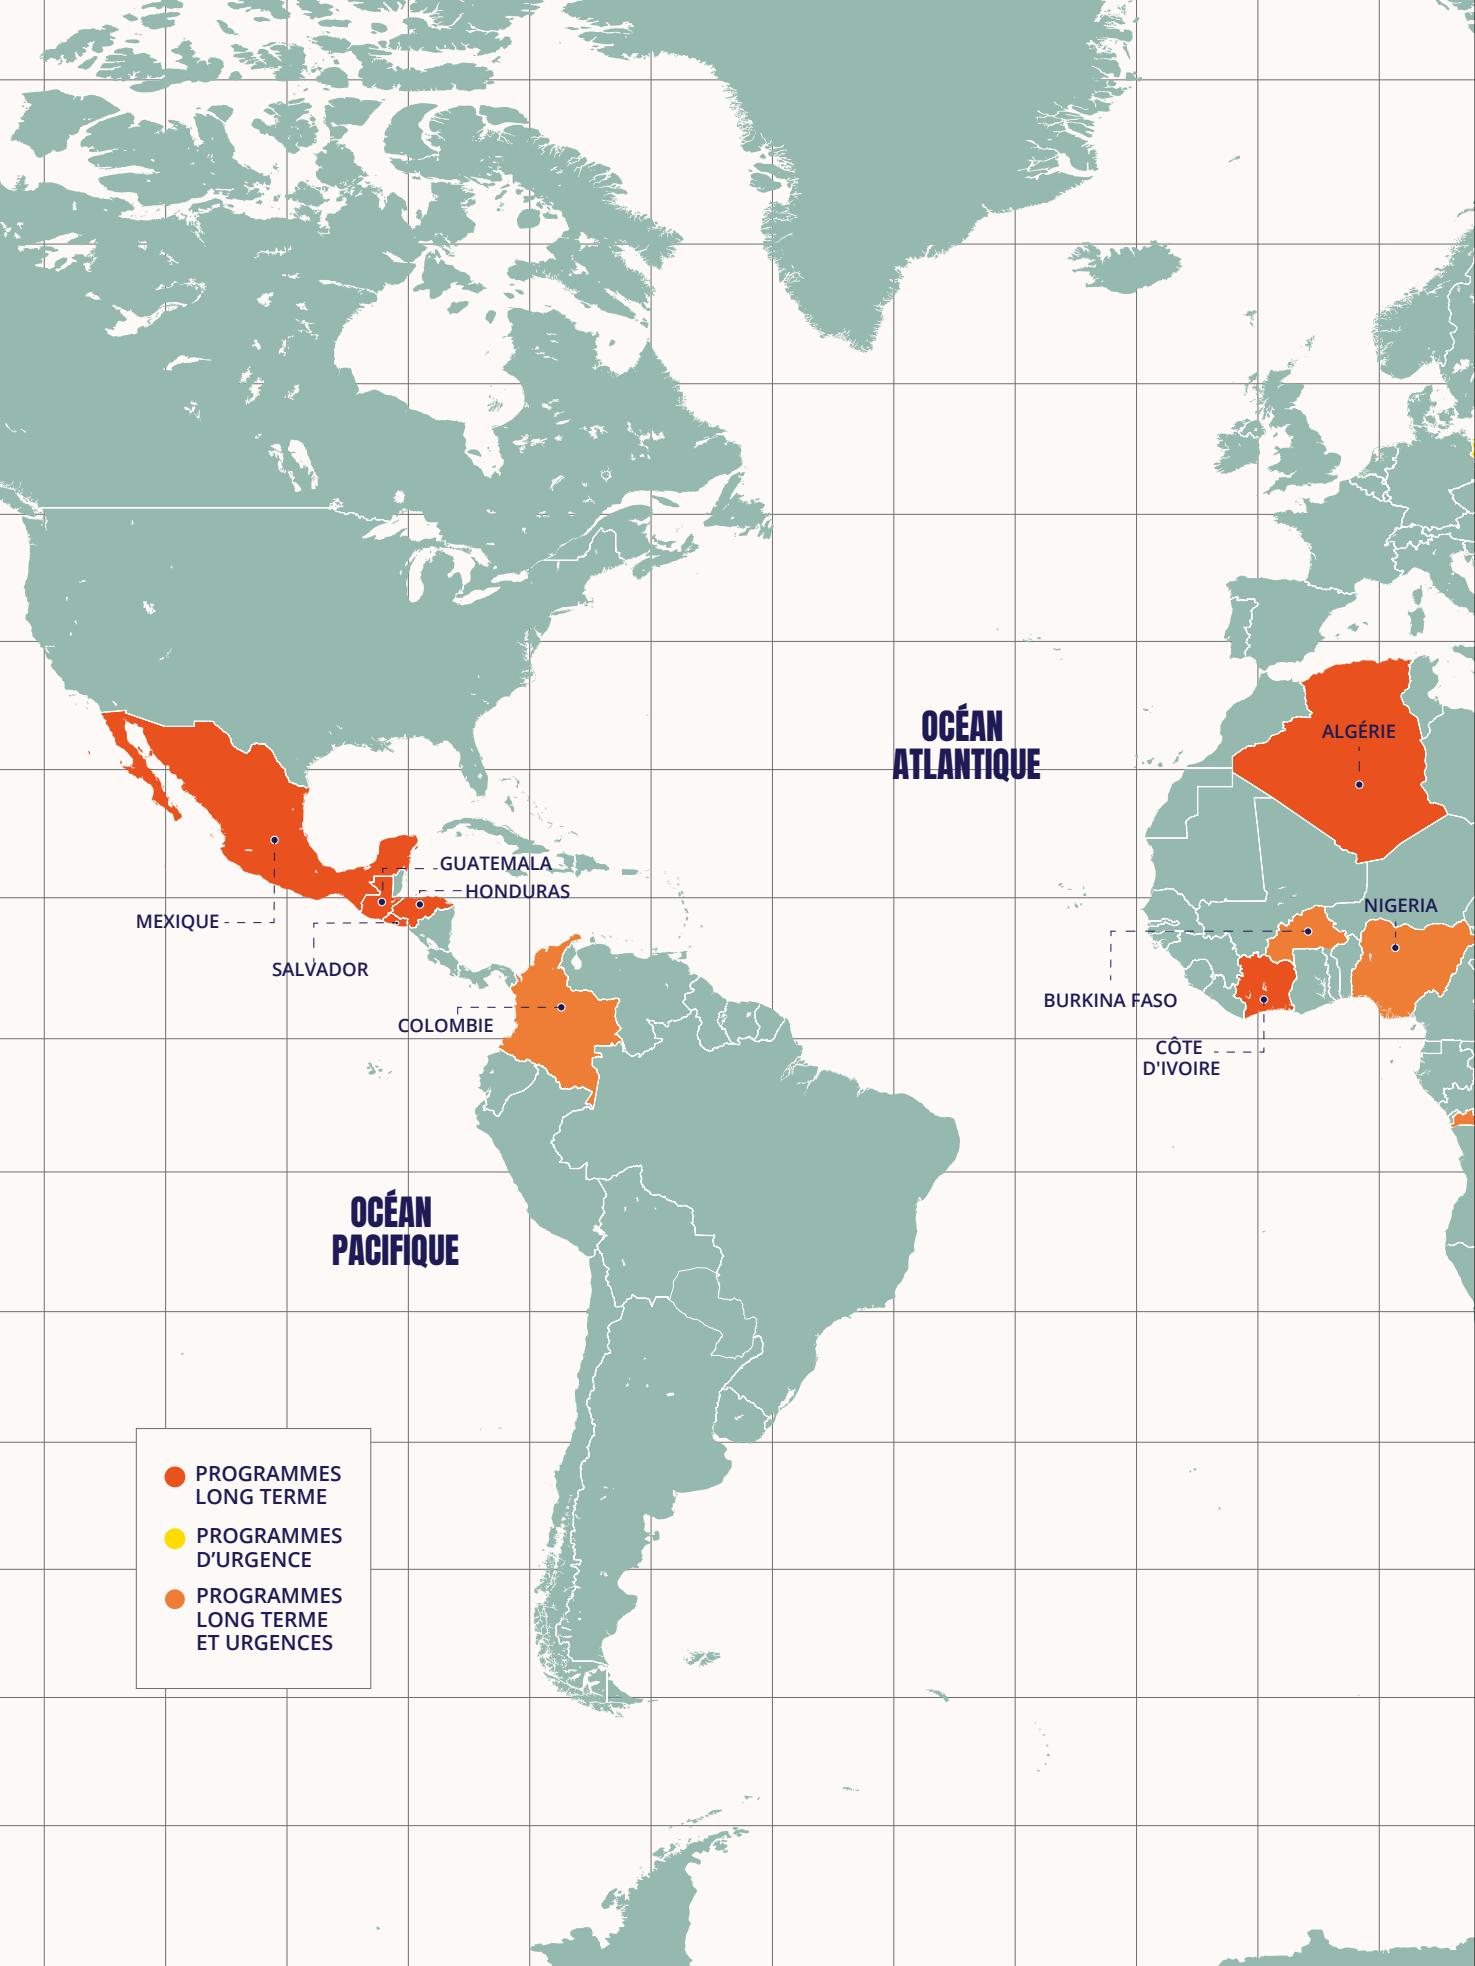 OCÉAN
ATLANTIQUE
ALGÉRIE
GUATEMALA
HONDURAS
MEXIQUE
SALVADOR
NIGERIA
BURKINA FASO
COLOMBIE
CÔTE
D'IVOIRE
OCÉAN
PACIFIQUE
PROGRAMMES
LONG TERME
PROGRAMMES
D’URGENCE
PROGRAMMES
LONG TERME
ET URGENCES